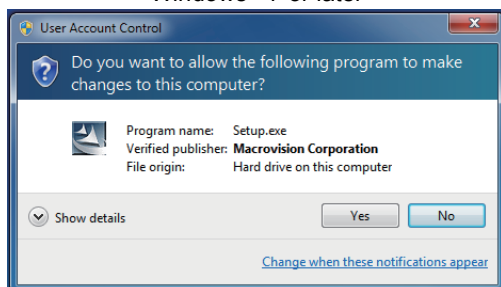 User Account Control
Do you want to allow the following program to make
changes to this computer?
Program name: Setup.exe
Verified publisher: Macrovision Corporation
File origin: Hard drive on this computer
Show details
Yes
No
Change when these notifications appear